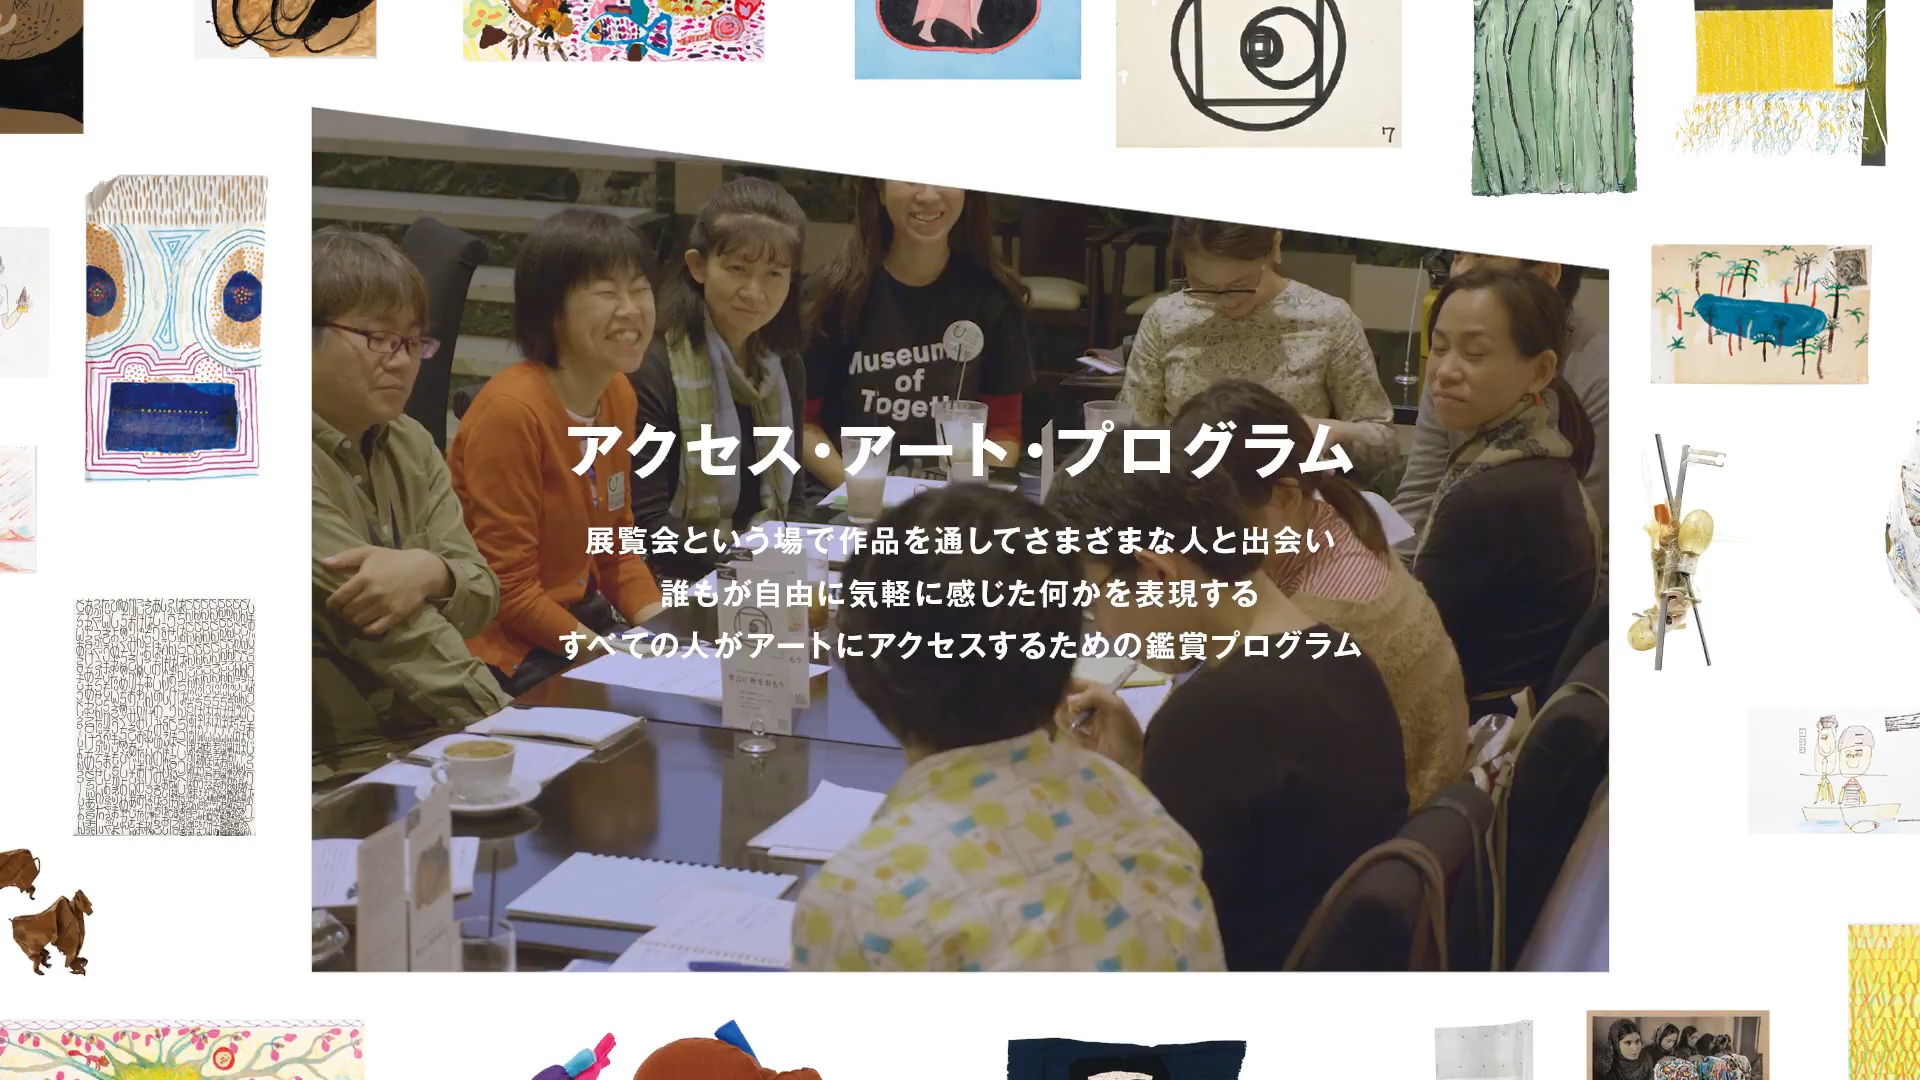 7
Museum
of
Toget
アクセス・アート・プログラム
展覧会という場で作品を通してさまざまな人と出会い
誰もが自由に気軽に感じた何かを表現する
すべての人がアートにアクセスするための鑑賞プログラム